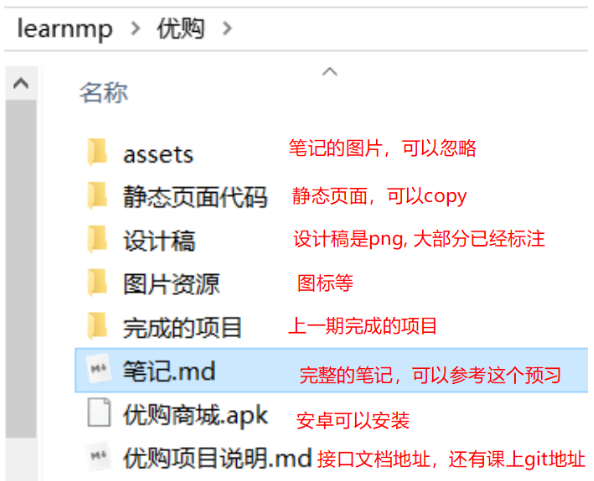 learnmp > 优购 >
名称
assets 笔记的图片，可以忽略
静态页面代码 静态页面，可以copy
设计稿 设计稿是png, 大部分已经标注
图片资源 图标等
完成的项目 上一期完成的项目
笔记.md 完整的笔记，可以参考这个预习
优购商城.apk 安卓可以安装
优购项目说明.md 接口文档地址，还有课上git地址